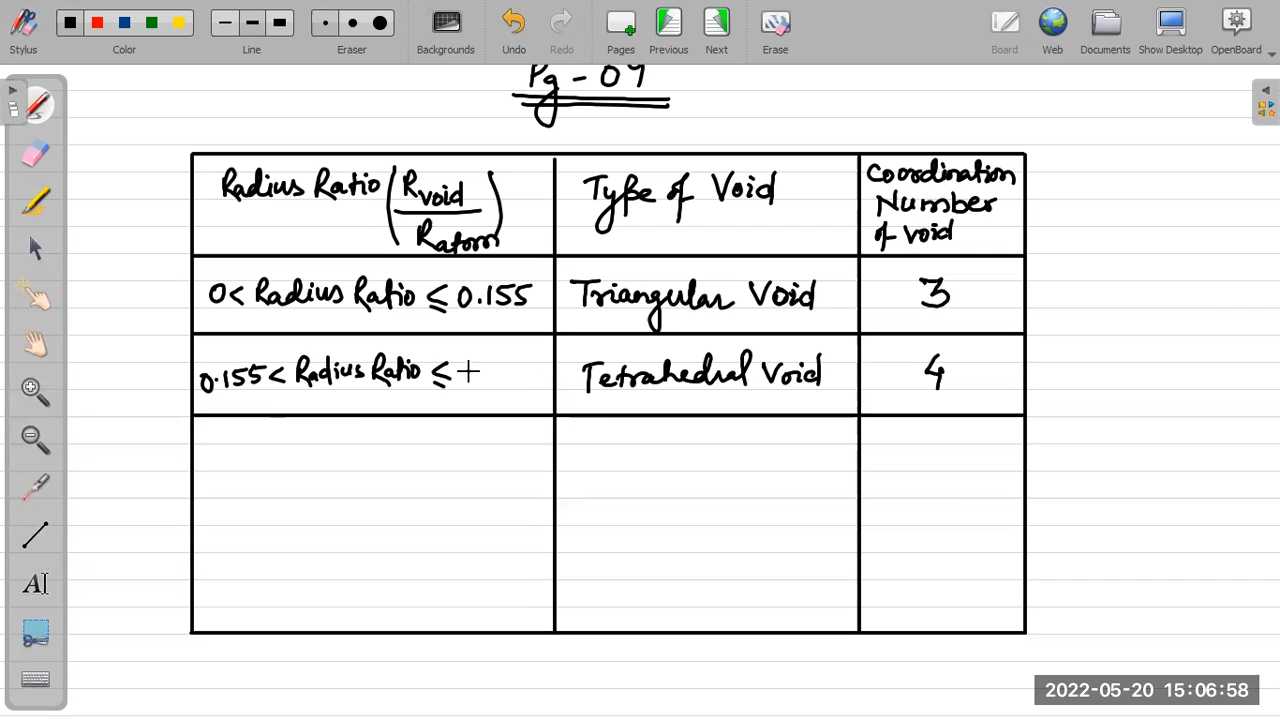 Stylus
Color
Line
Eraser
Backgrounds
Undo
Redo
Pages
Previous
Next
Erase
Board
Web
Documents
Show Desktop
OpenBoard
Pg - 09
Radius Ratio (Rvoid / Ratom)
Type of Void
Coordination
Number
of void
0 < Radius Ratio ≤ 0.155
Triangular Void
3
0.155 < Radius Ratio ≤
Tetrahedral Void
4
2022-05-20 15:06:58